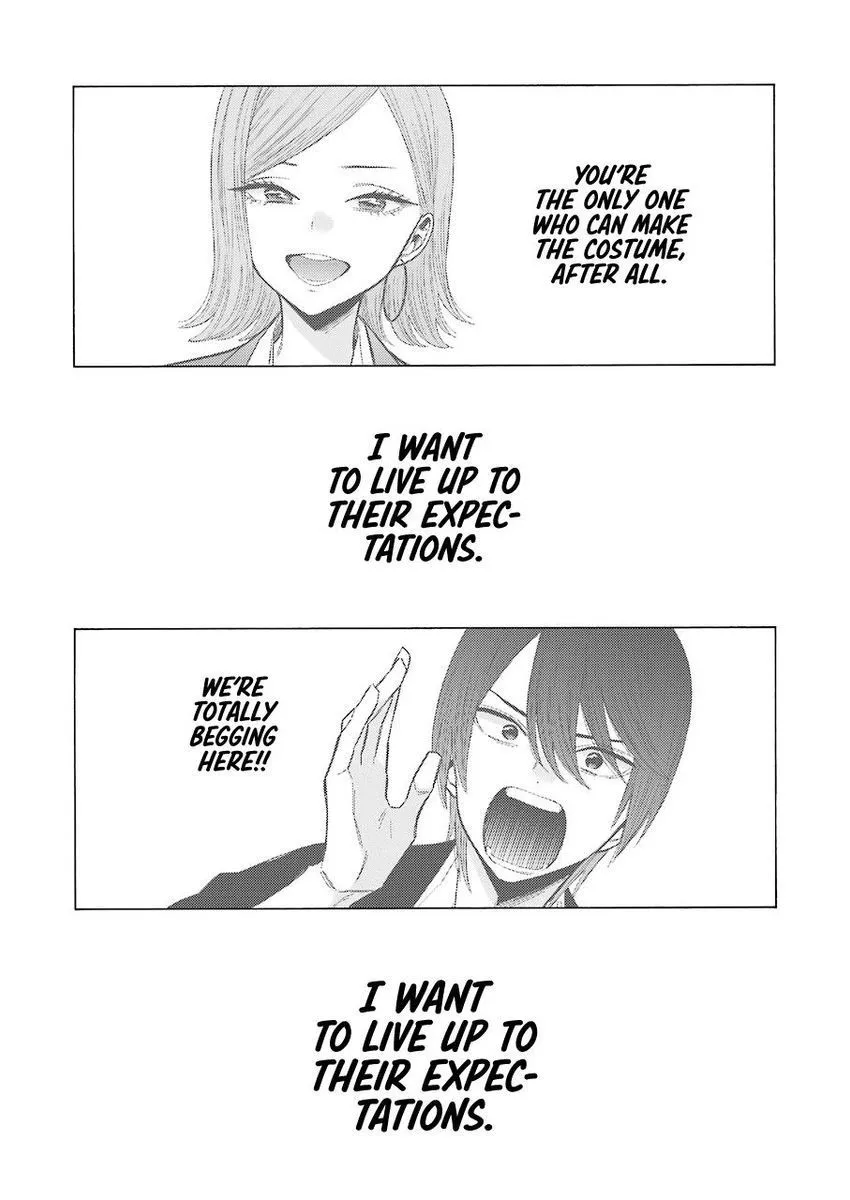 YOU'RE
THE ONLY ONE
WHO CAN MAKE
THE COSTUME,
AFTER ALL.
I WANT
TO LIVE UP TO
THEIR EXPEC-
TATIONS.
WE'RE
TOTALLY
BEGGING
HERE!!
I WANT
TO LIVE UP TO
THEIR EXPEC-
TATIONS.